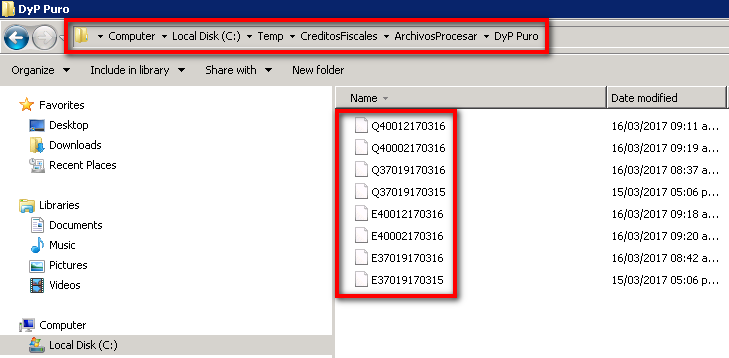 DyP Puro
Computer Local Disk (C:) Temp CreditosFiscales ArchivosProcesar DyP Puro
Organize Include in library Share with New folder
Favorites
Desktop
Downloads
Recent Places
Libraries
Documents
Music
Pictures
Videos
Computer
Local Disk (C:)
Name Date modified
Q40012170316 16/03/2017 09:11 a...
Q40002170316 16/03/2017 09:19 a...
Q37019170316 16/03/2017 08:37 a...
Q37019170315 15/03/2017 05:06 p...
E40012170316 16/03/2017 09:18 a...
E40002170316 16/03/2017 09:20 a...
E37019170316 16/03/2017 08:42 a...
E37019170315 15/03/2017 05:06 p...